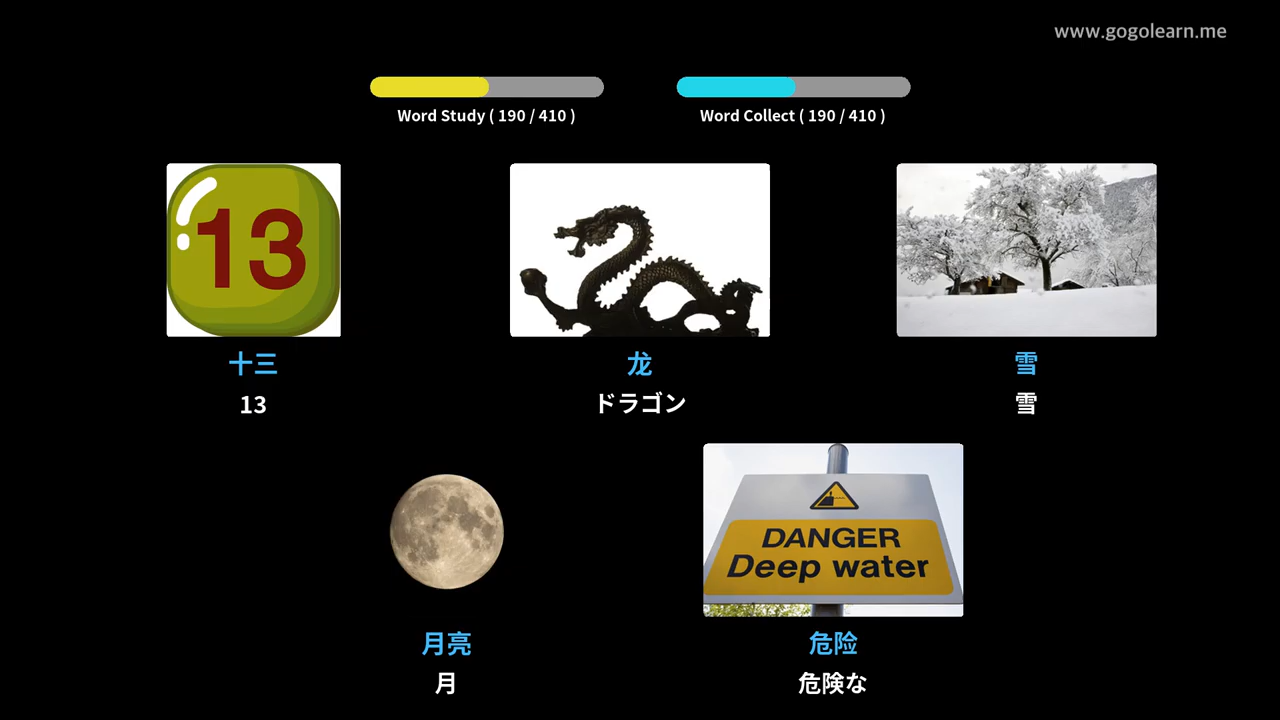 www.gogolearn.me
Word Study ( 190 / 410 )
Word Collect ( 190 / 410 )
13
十三
13
龙
ドラゴン
雪
雪
月亮
月
DANGER
Deep water
危险
危険な